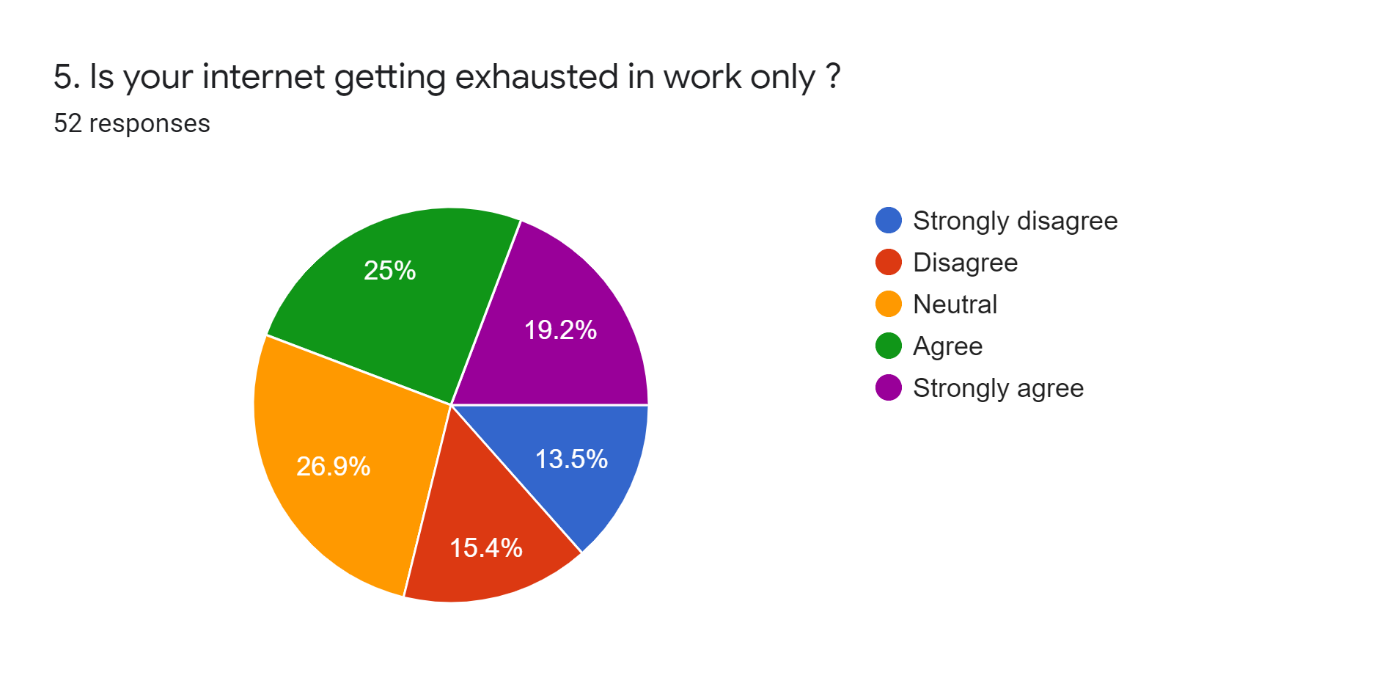 5. Is your internet getting exhausted in work only ?
52 responses
25%
19.2%
26.9%
13.5%
15.4%
Strongly disagree
Disagree
Neutral
Agree
Strongly agree